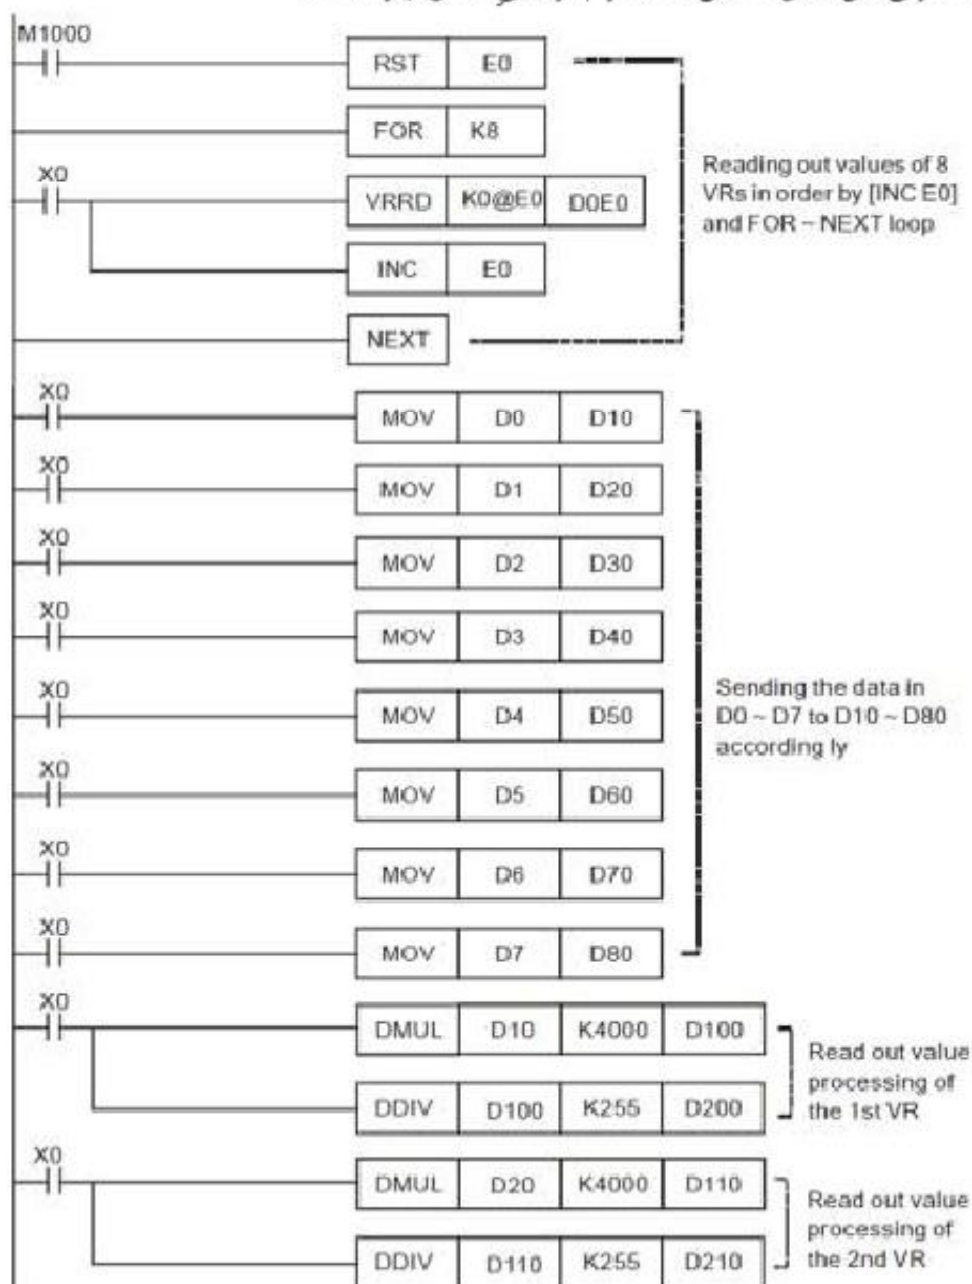 M1000
RST E0
FOR K8
X0
VRRD K0@E0 D0E0
INC E0
NEXT
Reading out values of 8
VRs in order by [INC E0]
and FOR ~ NEXT loop
X0
MOV D0 D10
X0
MOV D1 D20
X0
MOV D2 D30
X0
MOV D3 D40
X0
MOV D4 D50
X0
MOV D5 D60
X0
MOV D6 D70
X0
MOV D7 D80
Sending the data in
D0 ~ D7 to D10 ~ D80
according ly
X0
DMUL D10 K4000 D100
DDIV D100 K255 D200
Read out value
processing of
the 1st VR
X0
DMUL D20 K4000 D110
DDIV D110 K255 D210
Read out value
processing of
the 2nd VR